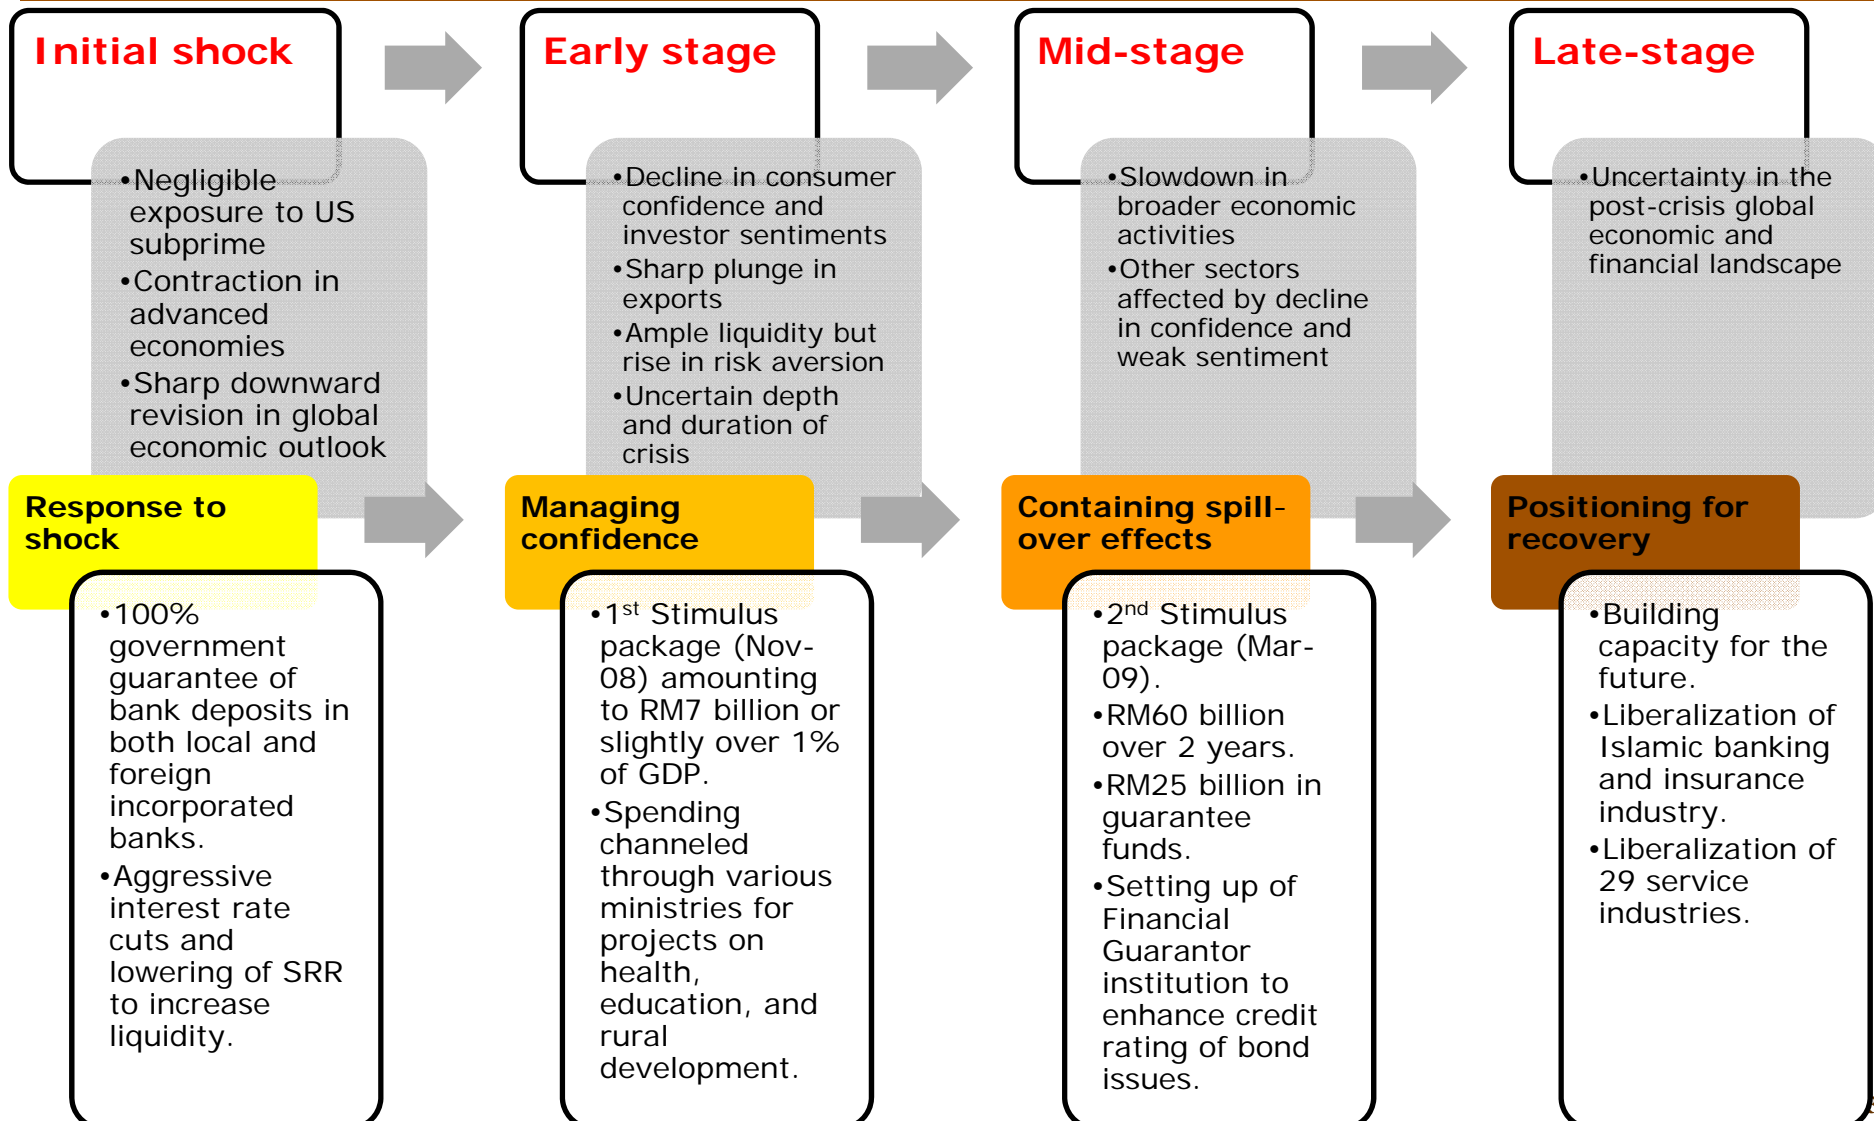 Initial shock
•Negligible
exposure to US
subprime
•Contraction in
advanced
economies
•Sharp downward
revision in global
economic outlook
Early stage
•Decline in consumer
confidence and
investor sentiments
•Sharp plunge in
exports
•Ample liquidity but
rise in risk aversion
•Uncertain depth
and duration of
crisis
Mid-stage
•Slowdown in
broader economic
activities
•Other sectors
affected by decline
in confidence and
weak sentiment
Late-stage
•Uncertainty in the
post-crisis global
economic and
financial landscape
Response to
shock
•100%
government
guarantee of
bank deposits in
both local and
foreign
incorporated
banks.
•Aggressive
interest rate
cuts and
lowering of SRR
to increase
liquidity.
Managing
confidence
•1st Stimulus
package (Nov-
08) amounting
to RM7 billion or
slightly over 1%
of GDP.
•Spending
channeled
through various
ministries for
projects on
health,
education, and
rural
development.
Containing spill-
over effects
•2nd Stimulus
package (Mar-
09).
•RM60 billion
over 2 years.
•RM25 billion in
guarantee
funds.
•Setting up of
Financial
Guarantor
institution to
enhance credit
rating of bond
issues.
Positioning for
recovery
•Building
capacity for the
future.
•Liberalization of
Islamic banking
and insurance
industry.
•Liberalization of
29 service
industries.